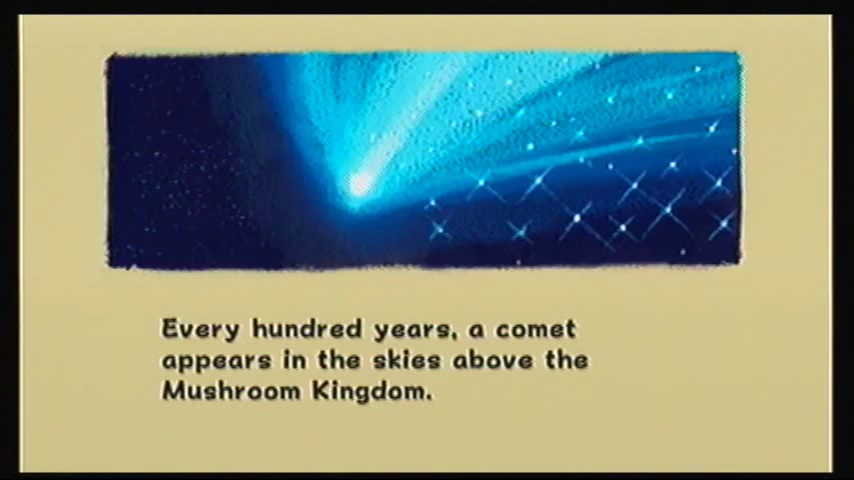 Every hundred years, a comet
appears in the skies above the
Mushroom Kingdom.